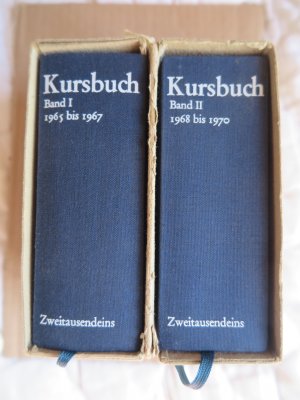 Kursbuch
Band I
1965 bis 1967
Zweitausendeins
Kursbuch
Band II
1968 bis 1970
Zweitausendeins